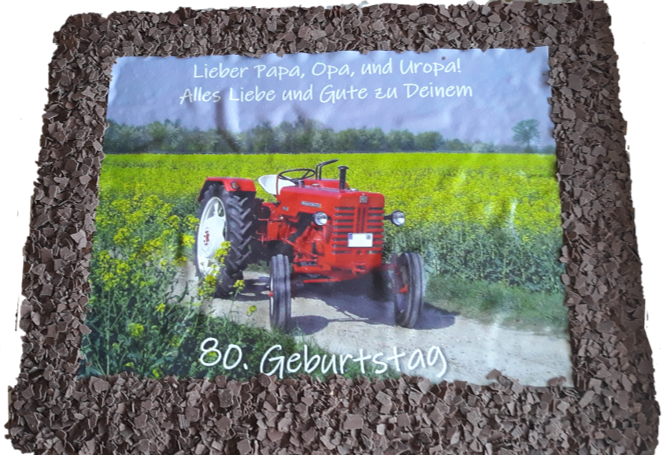 Lieber Papa, Opa, und Uropa!
Alles Liebe und Gute zu Deinem
80. Geburtstag